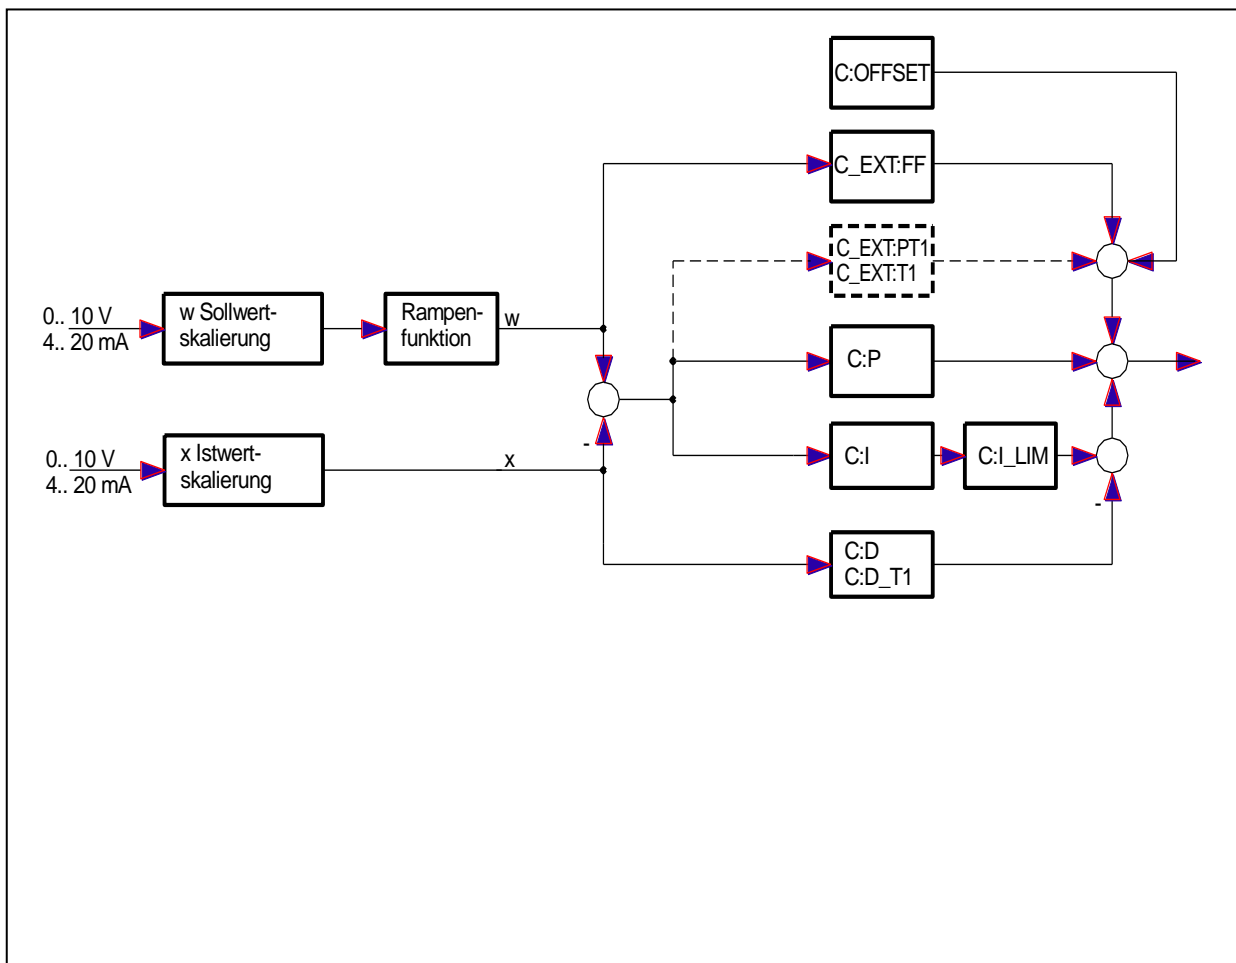 C:OFFSET
C_EXT:FF
C_EXT:PT1
C_EXT:T1
0.. 10 V
4.. 20 mA
w Sollwert-
skalierung
Rampen-
funktion
w
C:P
-
0.. 10 V
4.. 20 mA
x Istwert-
skalierung
x
C:I
C:I_LIM
-
C:D
C:D_T1